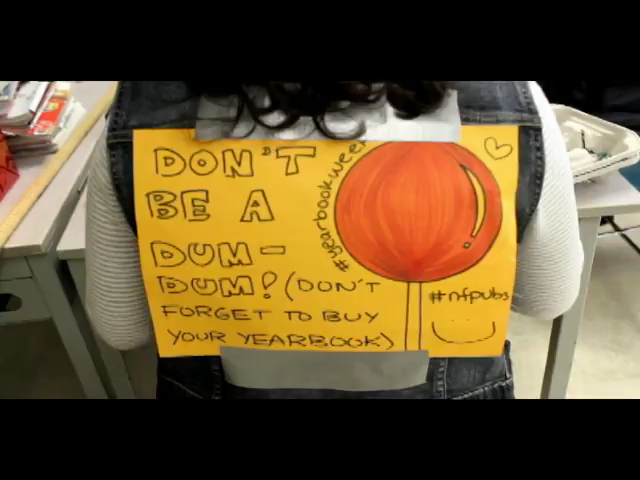 DON'T
BE A
DUM-
DUM! (DON'T
FORGET TO BUY
YOUR YEARBOOK)
#yearbookweek
#nfpubs